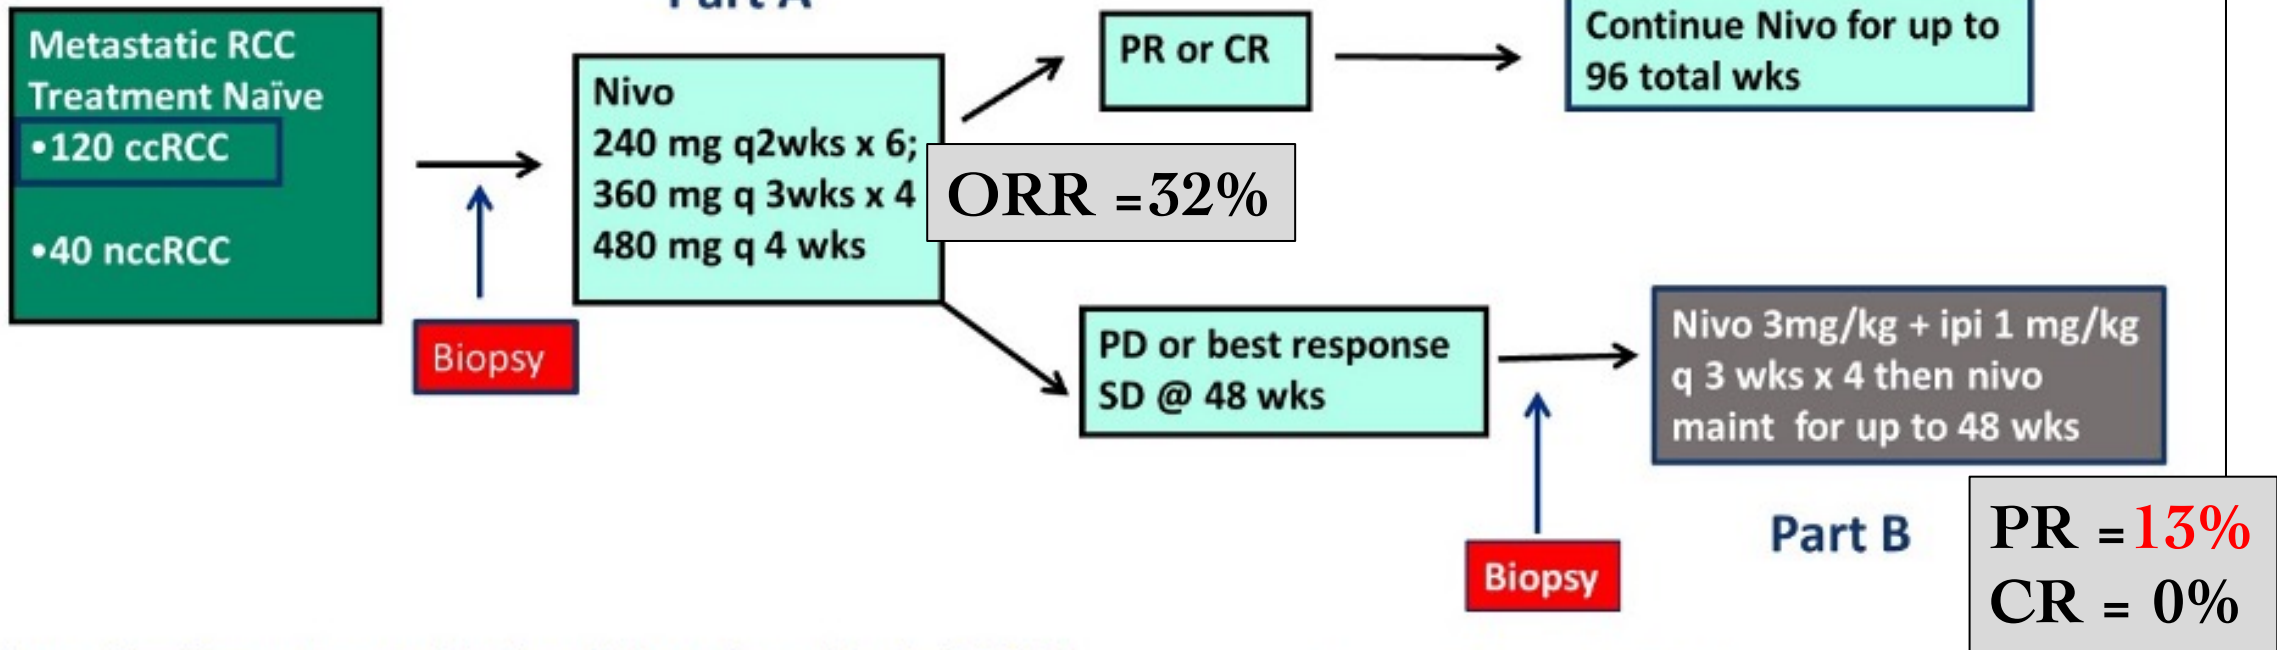 Part A
Metastatic RCC
Treatment Naïve
•120 ccRCC
•40 nccRCC
Biopsy
Nivo
240 mg q2wks x 6;
360 mg q 3wks x 4
480 mg q 4 wks
ORR =32%
PR or CR
Continue Nivo for up to
96 total wks
PD or best response
SD @ 48 wks
Biopsy
Nivo 3mg/kg + ipi 1 mg/kg
q 3 wks x 4 then nivo
maint for up to 48 wks
Part B
PR =13%
CR = 0%